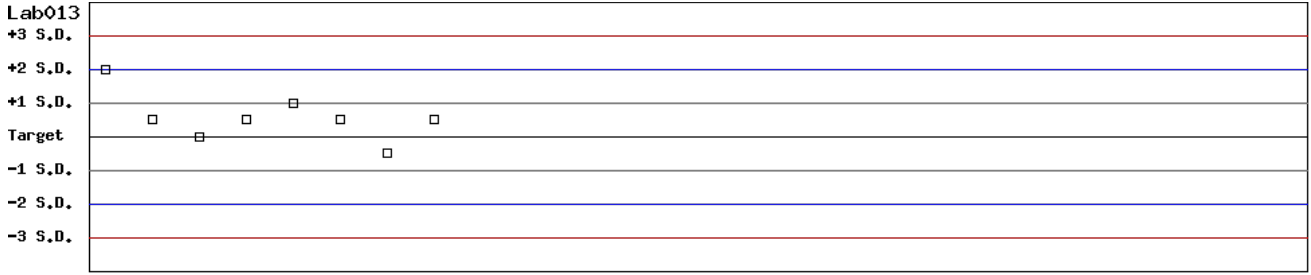 Lab013
+3 S.D.
+2 S.D.
+1 S.D.
Target
-1 S.D.
-2 S.D.
-3 S.D.